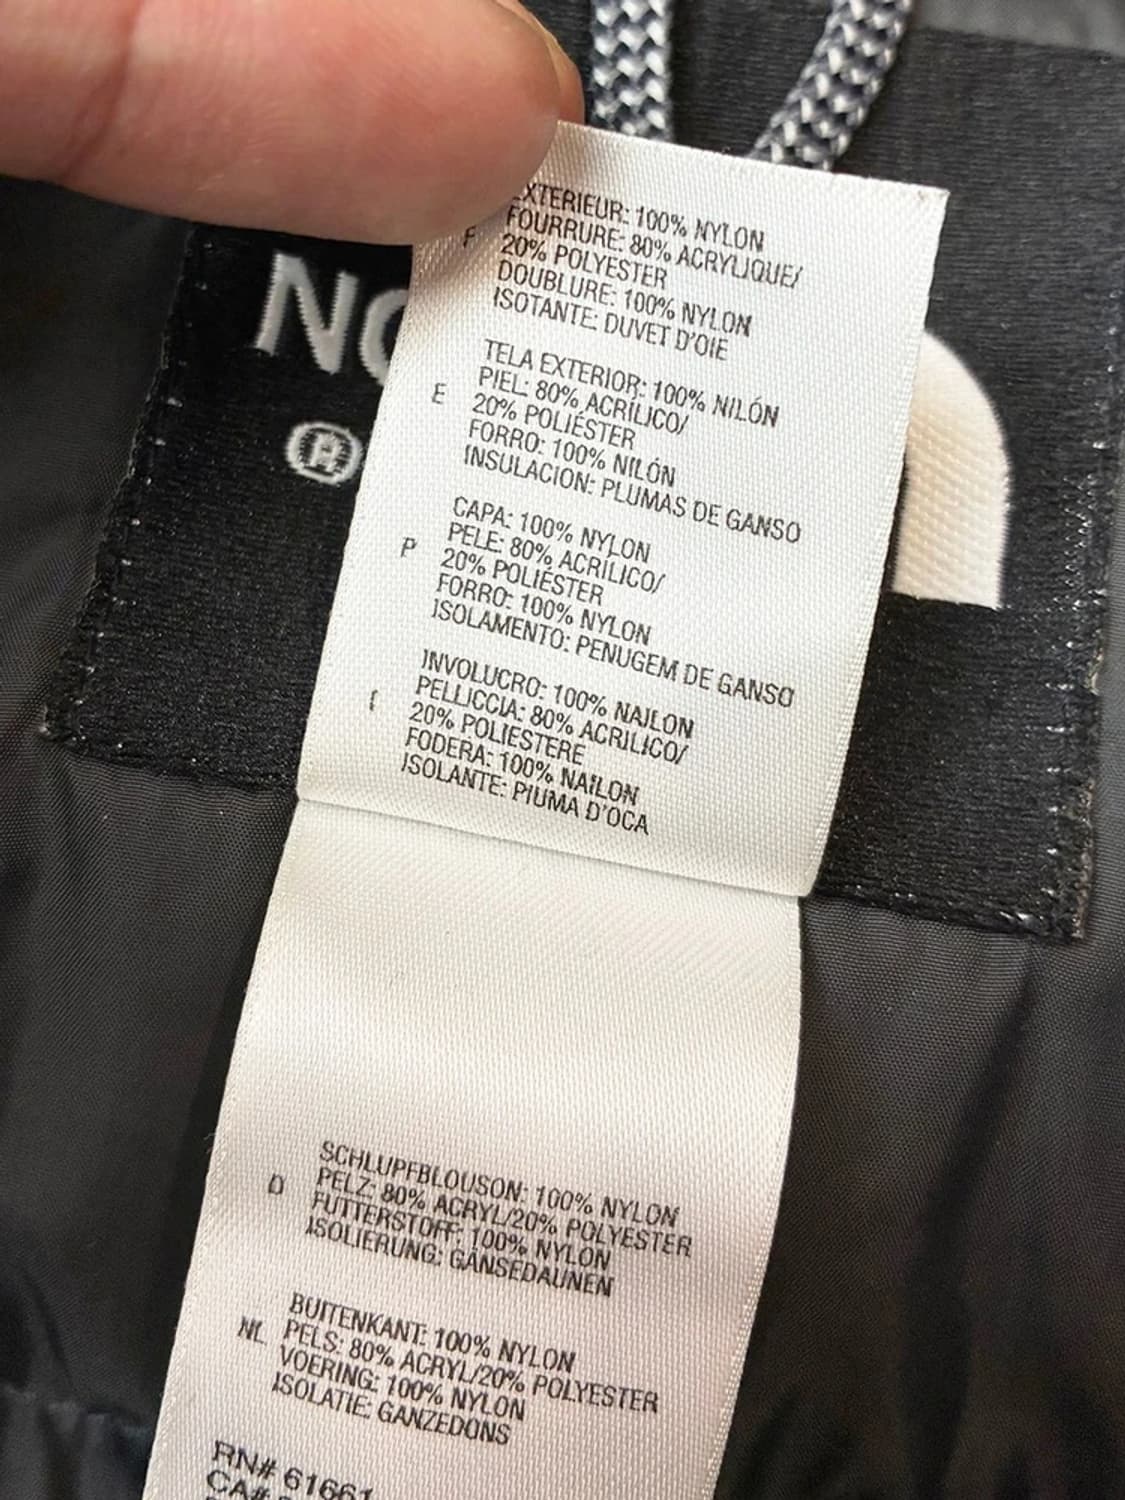 NO
®
XTERIEUR: 100% NYLON
F FOURRURE: 80% ACRYLIQUE/
20% POLYESTER
DOUBLURE: 100% NYLON
ISOTANTE: DUVET D'OIE
TELA EXTERIOR: 100% NILÓN
E PIEL: 80% ACRÍLICO/
20% POLIÉSTER
FORRO: 100% NILÓN
INSULACION: PLUMAS DE GANSO
CAPA: 100% NYLON
P PELE: 80% ACRÍLICO/
20% POLIÉSTER
FORRO: 100% NYLON
ISOLAMENTO: PENUGEM DE GANSO
INVOLUCRO: 100% NAILON
I PELLICCIA: 80% ACRILICO/
20% POLIESTERE
FODERA: 100% NAILON
ISOLANTE: PIUMA D'OCA
SCHLUPFBLOUSON: 100% NYLON
D PELZ: 80% ACRYL/20% POLYESTER
FUTTERSTOFF: 100% NYLON
ISOLIERUNG: GÄNSEDAUNEN
BUITENKANT: 100% NYLON
NL PELS: 80% ACRYL/20% POLYESTER
VOERING: 100% NYLON
ISOLATIE: GANZEDONS
RN# 61661
CA#